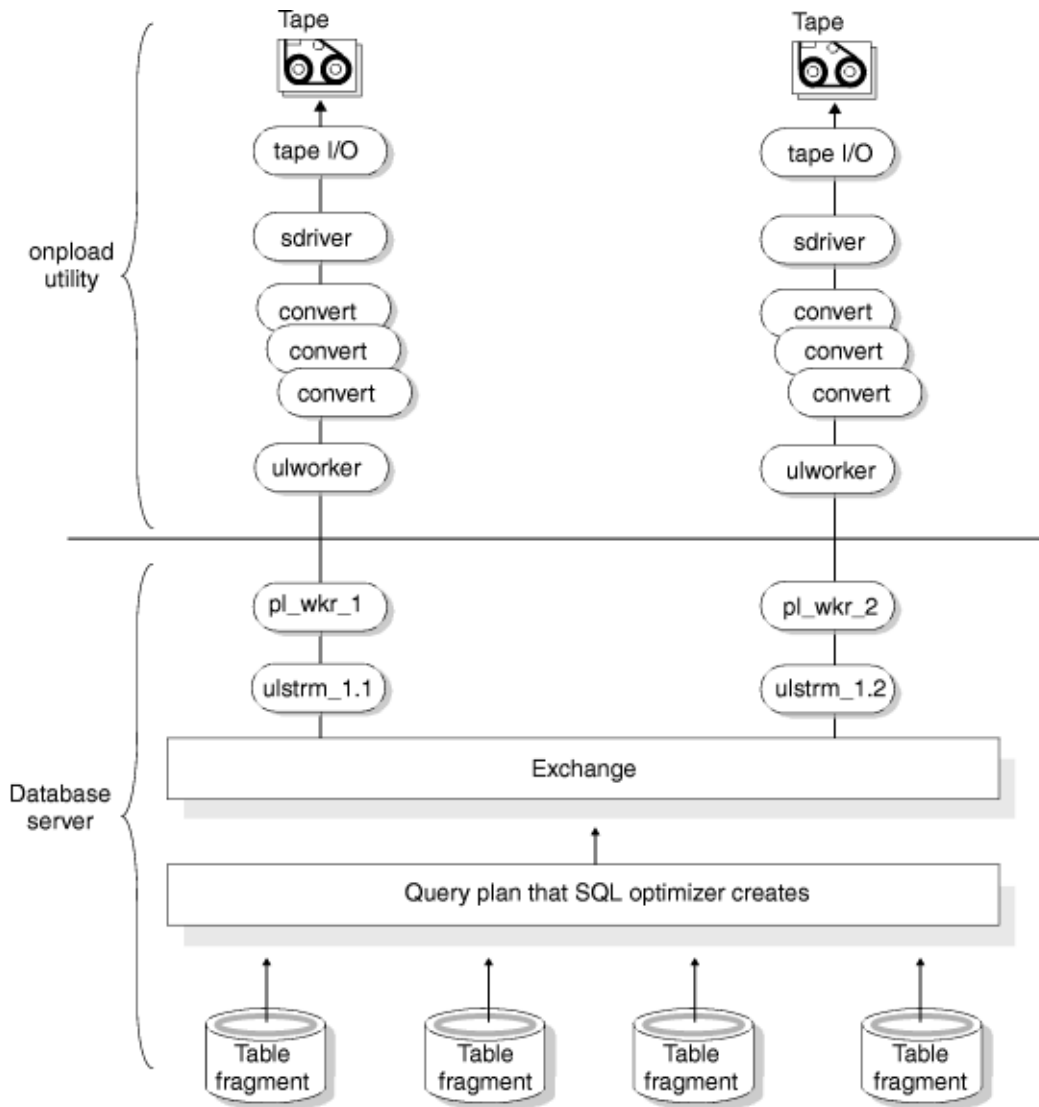 Tape
Tape
tape I/O
tape I/O
sdriver
sdriver
onpload
utility
convert
convert
convert
convert
convert
convert
ulworker
ulworker
pl_wkr_1
pl_wkr_2
ulstrm_1.1
ulstrm_1.2
Exchange
Database
server
Query plan that SQL optimizer creates
Table
fragment
Table
fragment
Table
fragment
Table
fragment